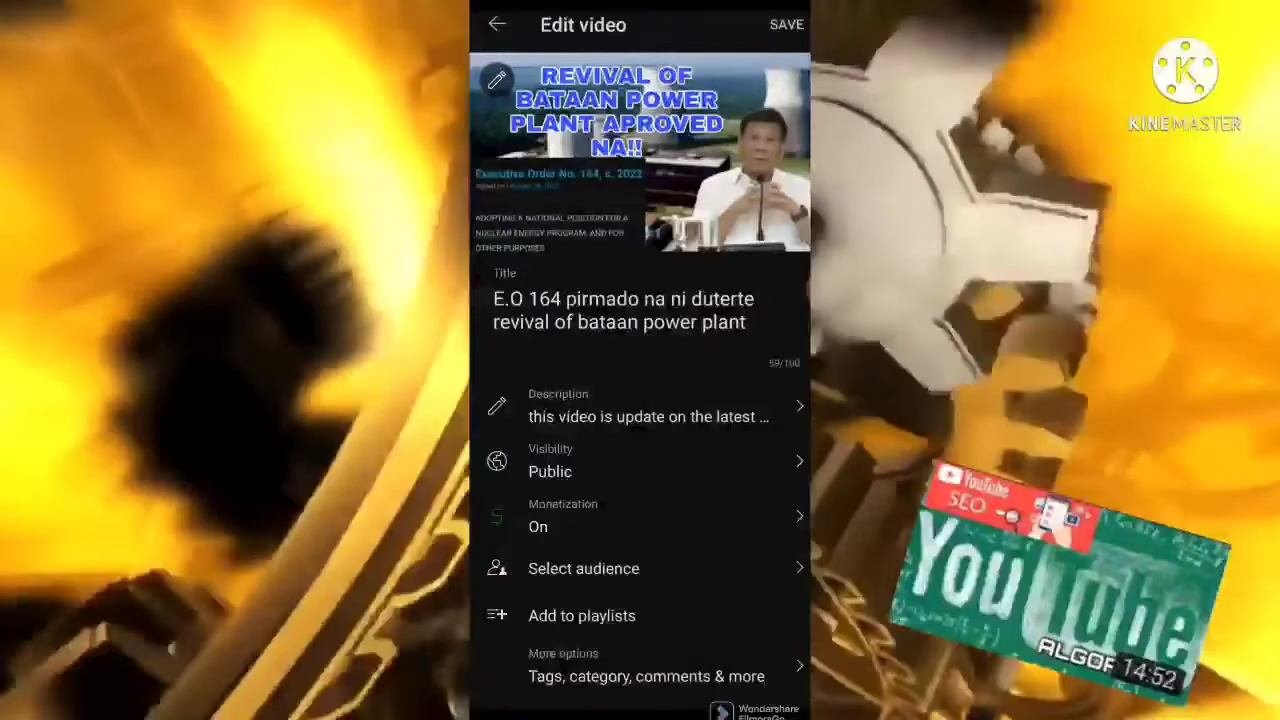 Edit video
SAVE
REVIVAL OF
BATAAN POWER
PLANT APROVED
NA!!
Executive Order No. 164, s. 2022
ADOPTING A NATIONAL POSITION FOR A
NUCLEAR ENERGY PROGRAM, AND FOR
OTHER PURPOSES
Title
E.O 164 pirmado na ni duterte
revival of bataan power plant
59/100
Description
this video is update on the latest ...
Visibility
Public
Monetization
On
Select audience
Add to playlists
More options
Tags, category, comments & more
Wondershare
FilmoraGo
K
KINEMASTER
YouTube
SEO
YouTube
ALGOR
14:52